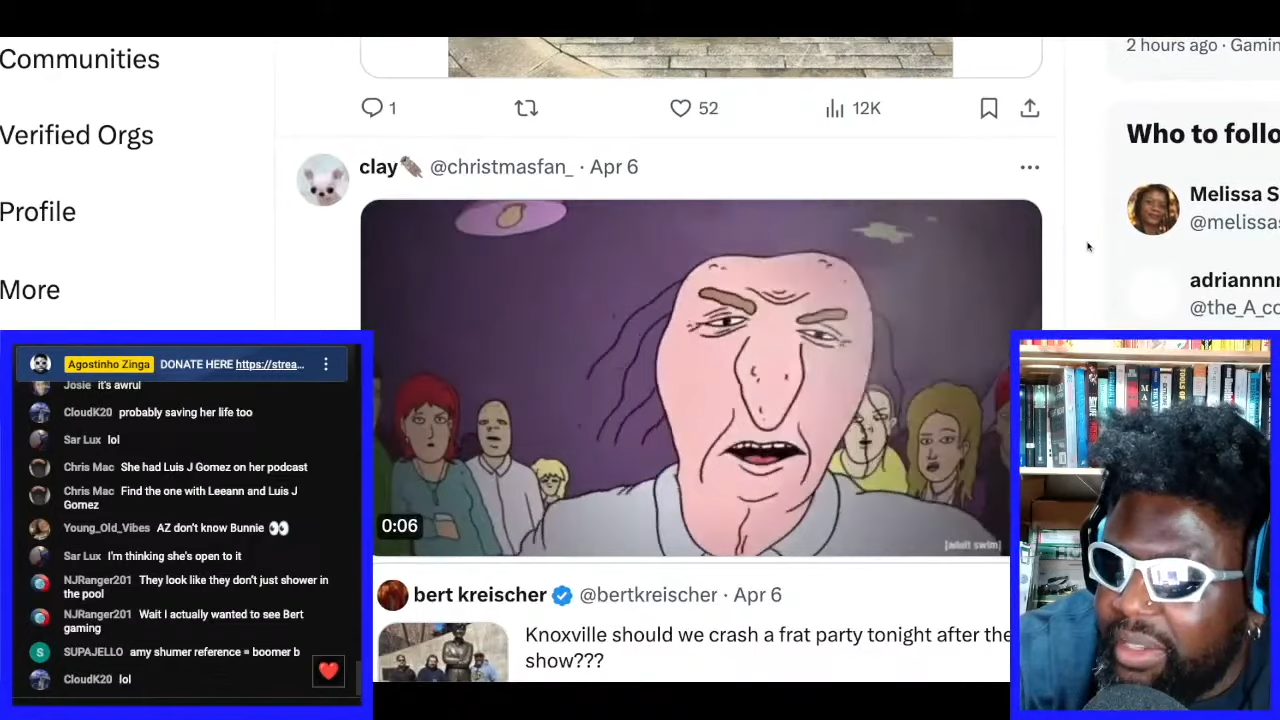 Communities
Verified Orgs
Profile
More
1
52
12K
clay @christmasfan_ · Apr 6
0:06
[adult swim]
bert kreischer @bertkreischer · Apr 6
Knoxville should we crash a frat party tonight after the
show???
2 hours ago · Gamin
Who to follo
Melissa S
@melissas
adriannn
@the_A_co
Agostinho Zinga DONATE HERE https://strea...
Josie it's awrul
CloudK20 probably saving her life too
Sar Lux lol
Chris Mac She had Luis J Gomez on her podcast
Chris Mac Find the one with Leeann and Luis J
Gomez
Young_Old_Vibes AZ don't know Bunnie 👀
Sar Lux I'm thinking she's open to it
NJRanger201 They look like they don't just shower in
the pool
NJRanger201 Wait I actually wanted to see Bert
gaming
S
SUPAJELLO amy shumer reference = boomer b
CloudK20 lol